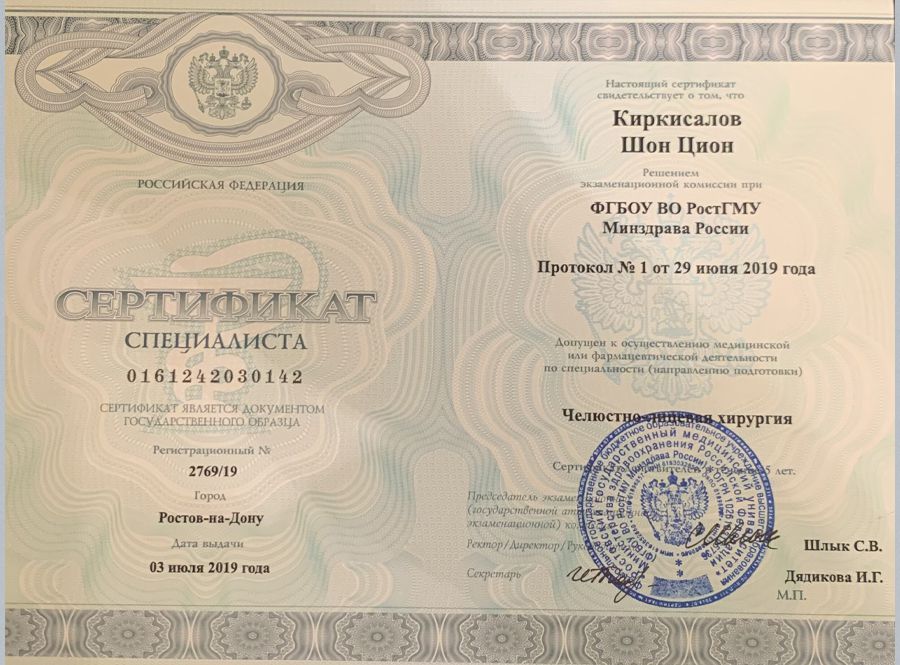 РОССИЙСКАЯ ФЕДЕРАЦИЯ
СЕРТИФИКАТ
СПЕЦИАЛИСТА
0161242030142
СЕРТИФИКАТ ЯВЛЯЕТСЯ ДОКУМЕНТОМ
ГОСУДАРСТВЕННОГО ОБРАЗЦА
Регистрационный №
2769/19
Город
Ростов-на-Дону
Дата выдачи
03 июля 2019 года
Настоящий сертификат
свидетельствует о том, что
Киркисалов
Шон Цион
Решением
экзаменационной комиссии при
ФГБОУ ВО РостГМУ
Минздрава России
Протокол № 1 от 29 июня 2019 года
Допущен к осуществлению медицинской
или фармацевтической деятельности
по специальности (направлению подготовки)
Челюстно-лицевая хирургия
5 лет.
Председатель
(государственной
экзаменационной)
Ректор/Директор/
Шлык С.В.
Секретарь
Дядикова И.Г.
М.П.